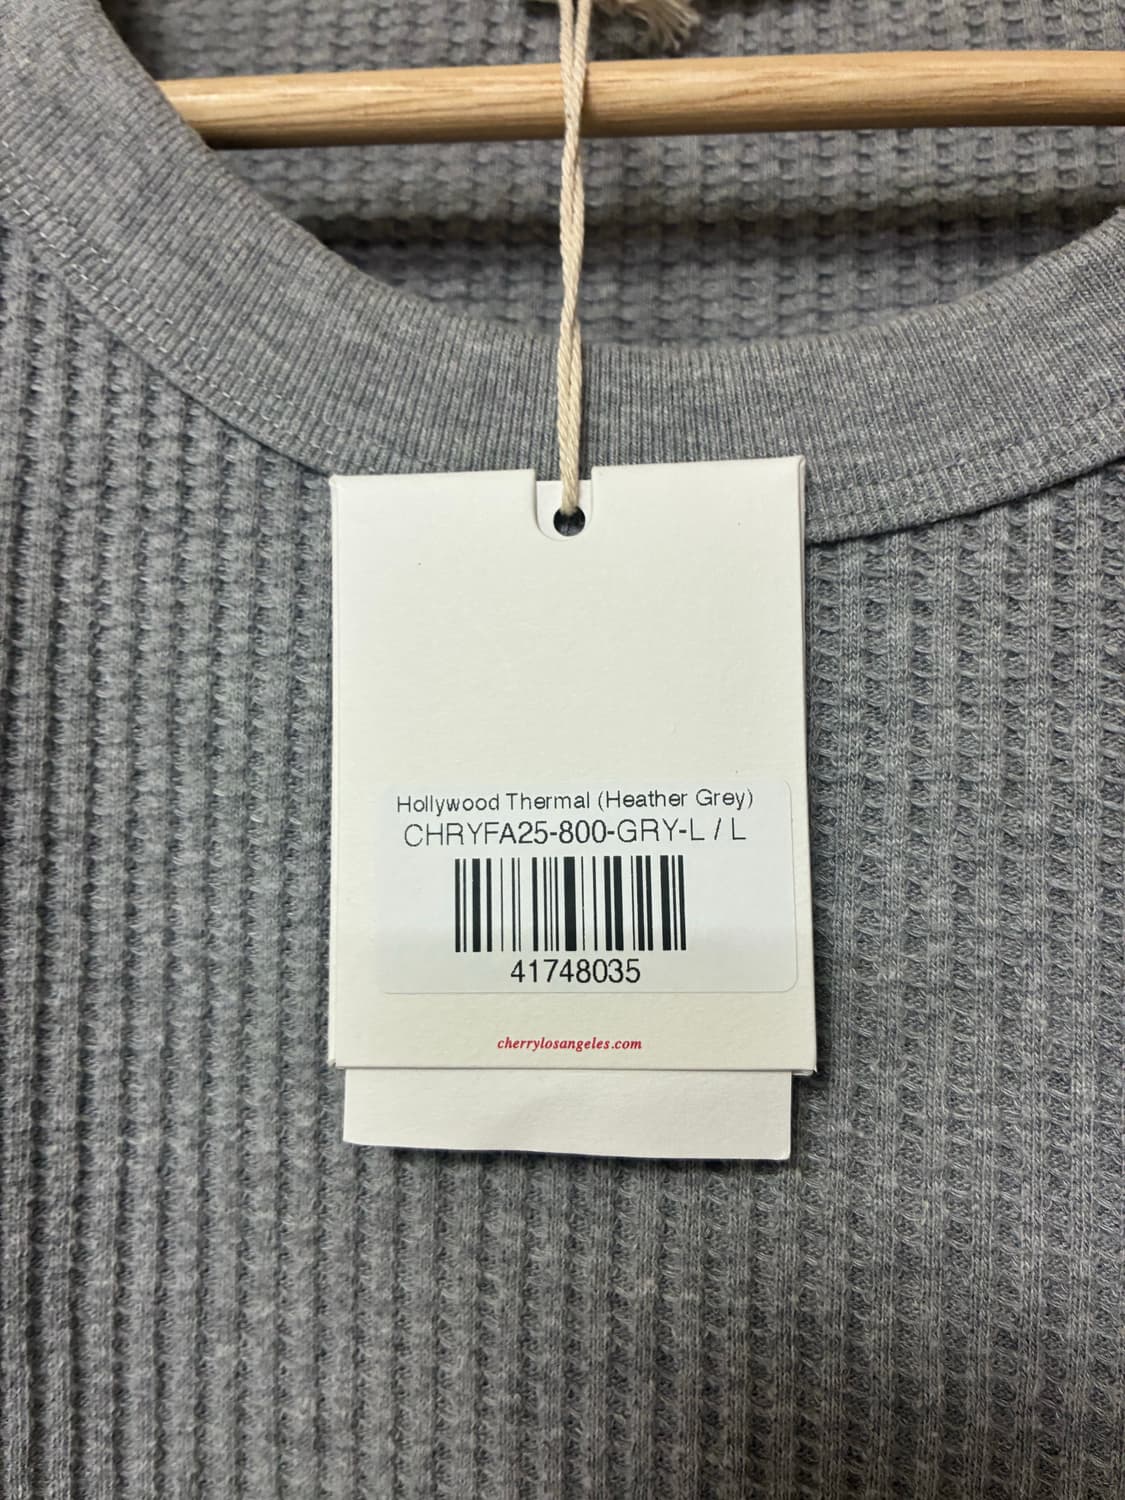 Hollywood Thermal (Heather Grey)
CHRYFA25-800-GRY-L / L
41748035
cherrylosangeles.com